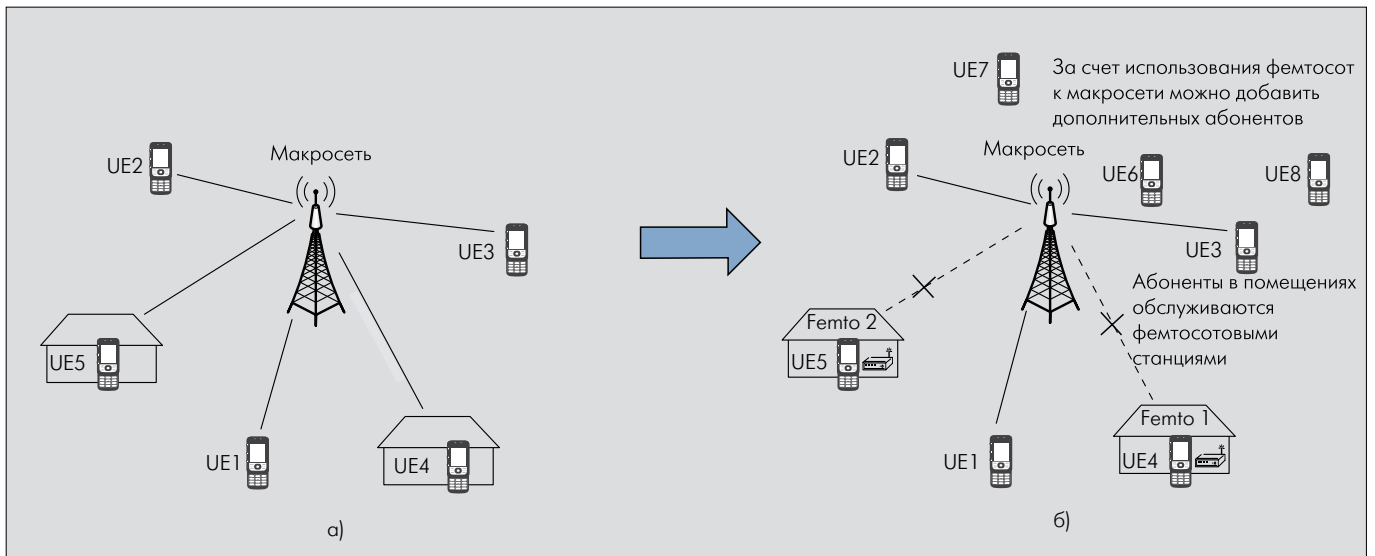 Макросеть
UE2
UE3
UE5
UE1
UE4
а)
UE7
За счет использования фемтосот
к макросети можно добавить
дополнительных абонентов
Макросеть
UE2
UE6
UE8
UE3
Абоненты в помещениях
обслуживаются
фемтосотовыми
станциями
Femto 2
UE5
Femto 1
UE1
UE4
б)